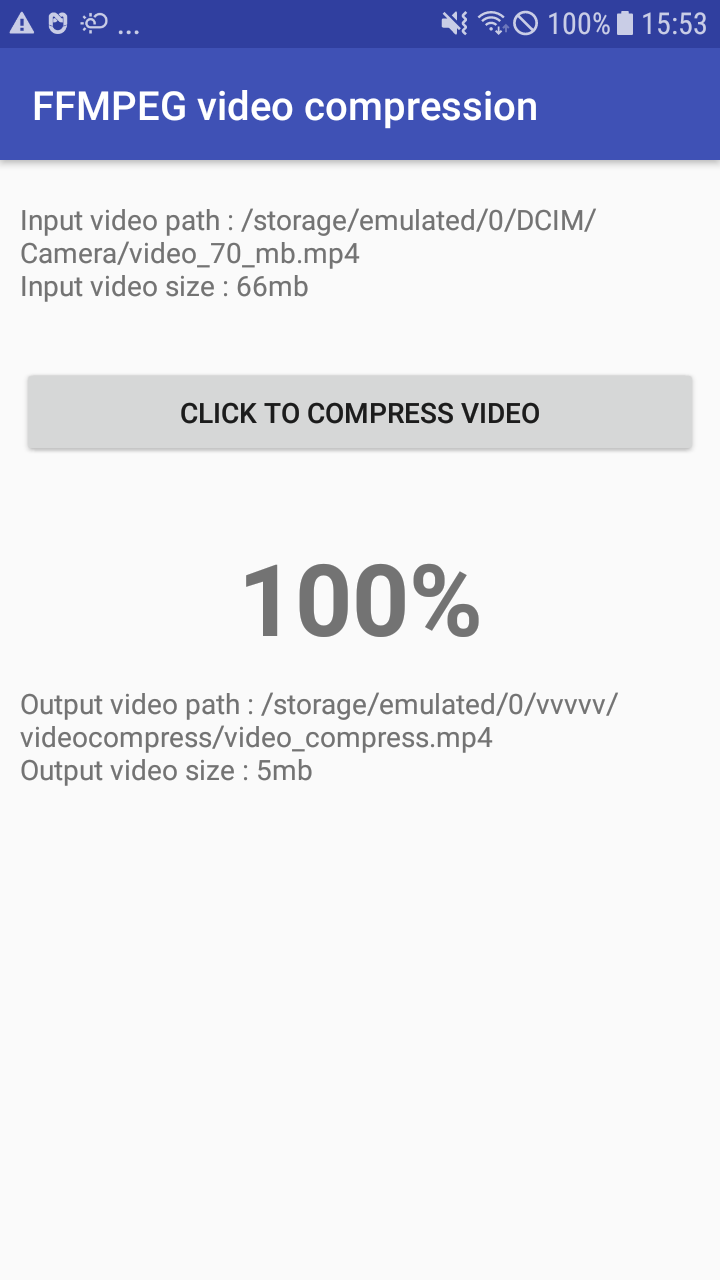 ... 100% 15:53
FFMPEG video compression
Input video path : /storage/emulated/0/DCIM/
Camera/video_70_mb.mp4
Input video size : 66mb
CLICK TO COMPRESS VIDEO
100%
Output video path : /storage/emulated/0/vvvvv/
videocompress/video_compress.mp4
Output video size : 5mb